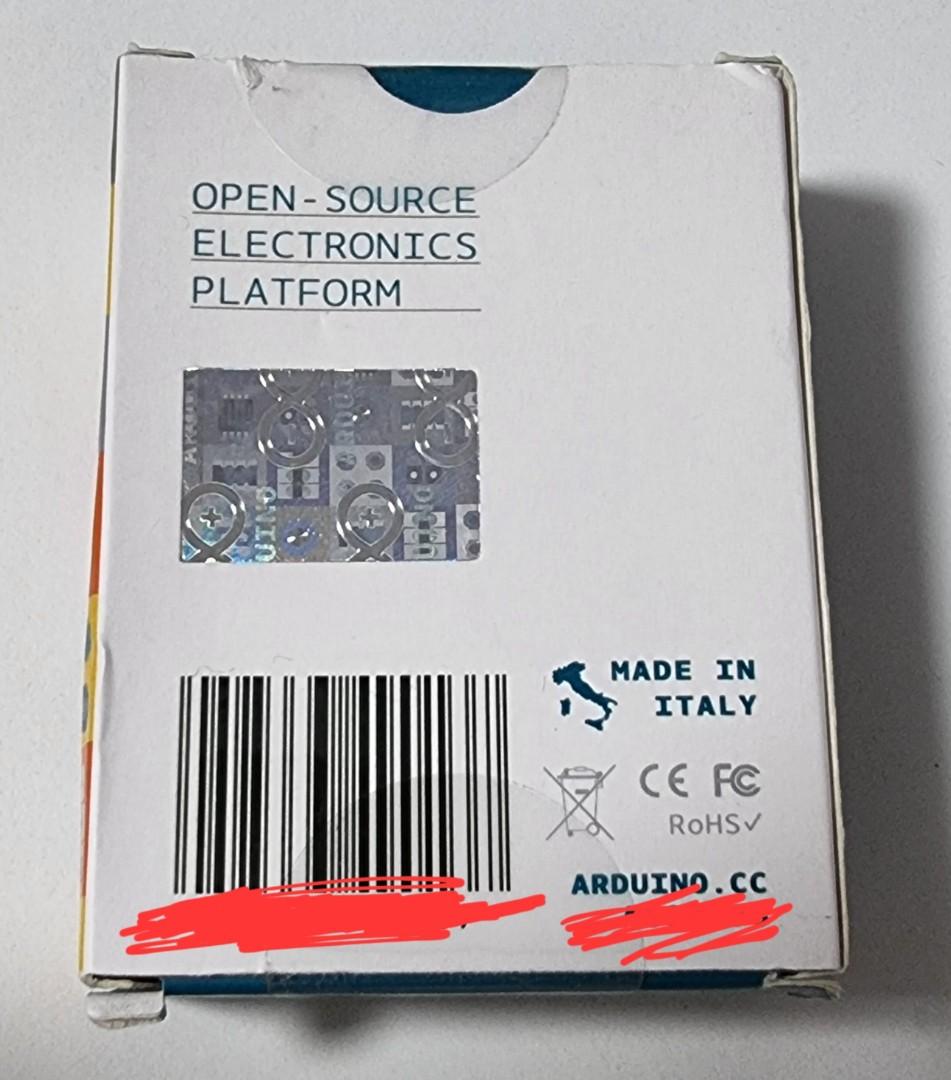 OPEN-SOURCE
ELECTRONICS
PLATFORM
MADE IN
ITALY
CE FC
RoHS✓
ARDUINO.CC